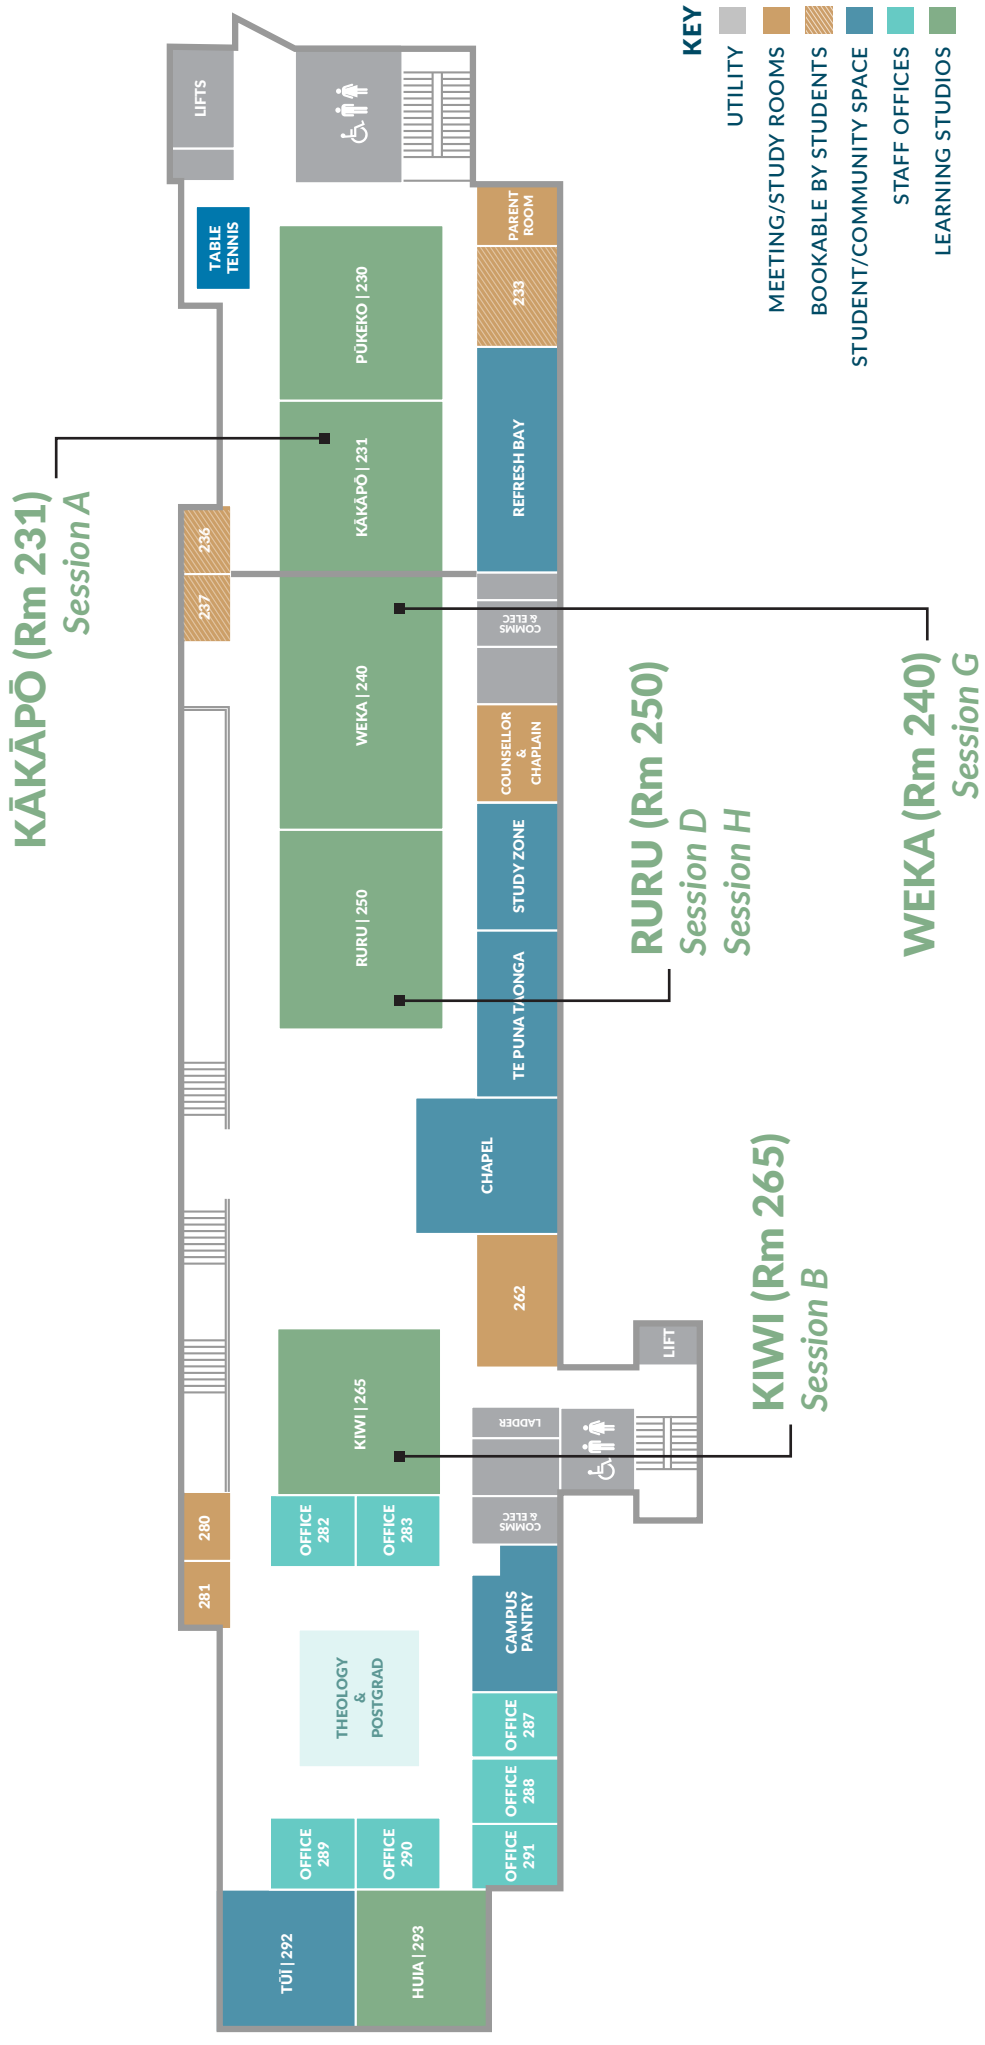 KĀKĀPŌ (Rm 231)
Session A
RURU (Rm 250)
Session D
Session H
WEKA (Rm 240)
Session G
KIWI (Rm 265)
Session B
KEY
UTILITY
MEETING/STUDY ROOMS
BOOKABLE BY STUDENTS
STUDENT/COMMUNITY SPACE
STAFF OFFICES
LEARNING STUDIOS
LIFTS
TABLE
TENNIS
PŪKEKO | 230
KĀKĀPŌ | 231
PARENT
ROOM
233
REFRESH BAY
236
237
COMMS
& ELEC
WEKA | 240
COUNSELLOR
&
CHAPLAIN
STUDY ZONE
RURU | 250
TE PUNA TAONGA
CHAPEL
262
LIFT
KIWI | 265
LADDER
COMMS
& ELEC
280
281
OFFICE
282
OFFICE
283
CAMPUS
PANTRY
THEOLOGY
&
POSTGRAD
OFFICE
287
OFFICE
288
OFFICE
291
OFFICE
289
OFFICE
290
TŪĪ | 292
HUIA | 293